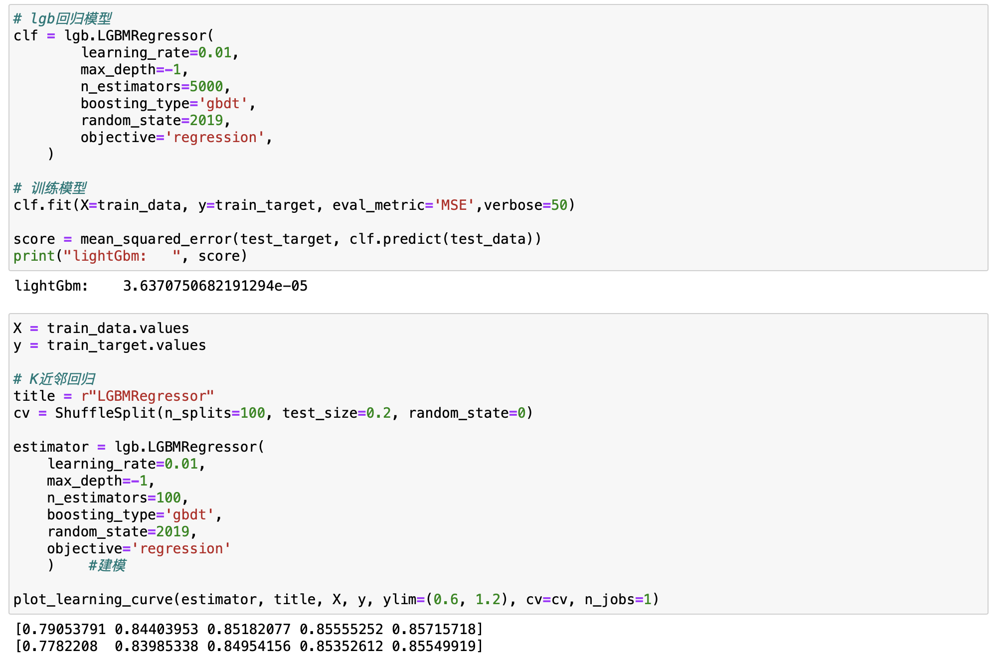 # lgb回归模型
clf = lgb.LGBMRegressor(
        learning_rate=0.01,
        max_depth=-1,
        n_estimators=5000,
        boosting_type='gbdt',
        random_state=2019,
        objective='regression',
    )

# 训练模型
clf.fit(X=train_data, y=train_target, eval_metric='MSE',verbose=50)

score = mean_squared_error(test_target, clf.predict(test_data))
print("lightGbm:   ", score)
lightGbm:    3.6370750682191294e-05
X = train_data.values
y = train_target.values

# K近邻回归
title = r"LGBMRegressor"
cv = ShuffleSplit(n_splits=100, test_size=0.2, random_state=0)

estimator = lgb.LGBMRegressor(
    learning_rate=0.01,
    max_depth=-1,
    n_estimators=100,
    boosting_type='gbdt',
    random_state=2019,
    objective='regression'
    )    #建模

plot_learning_curve(estimator, title, X, y, ylim=(0.6, 1.2), cv=cv, n_jobs=1)
[0.79053791 0.84403953 0.85182077 0.85555252 0.85715718]
[0.7782208  0.83985338 0.84954156 0.85352612 0.85549919]